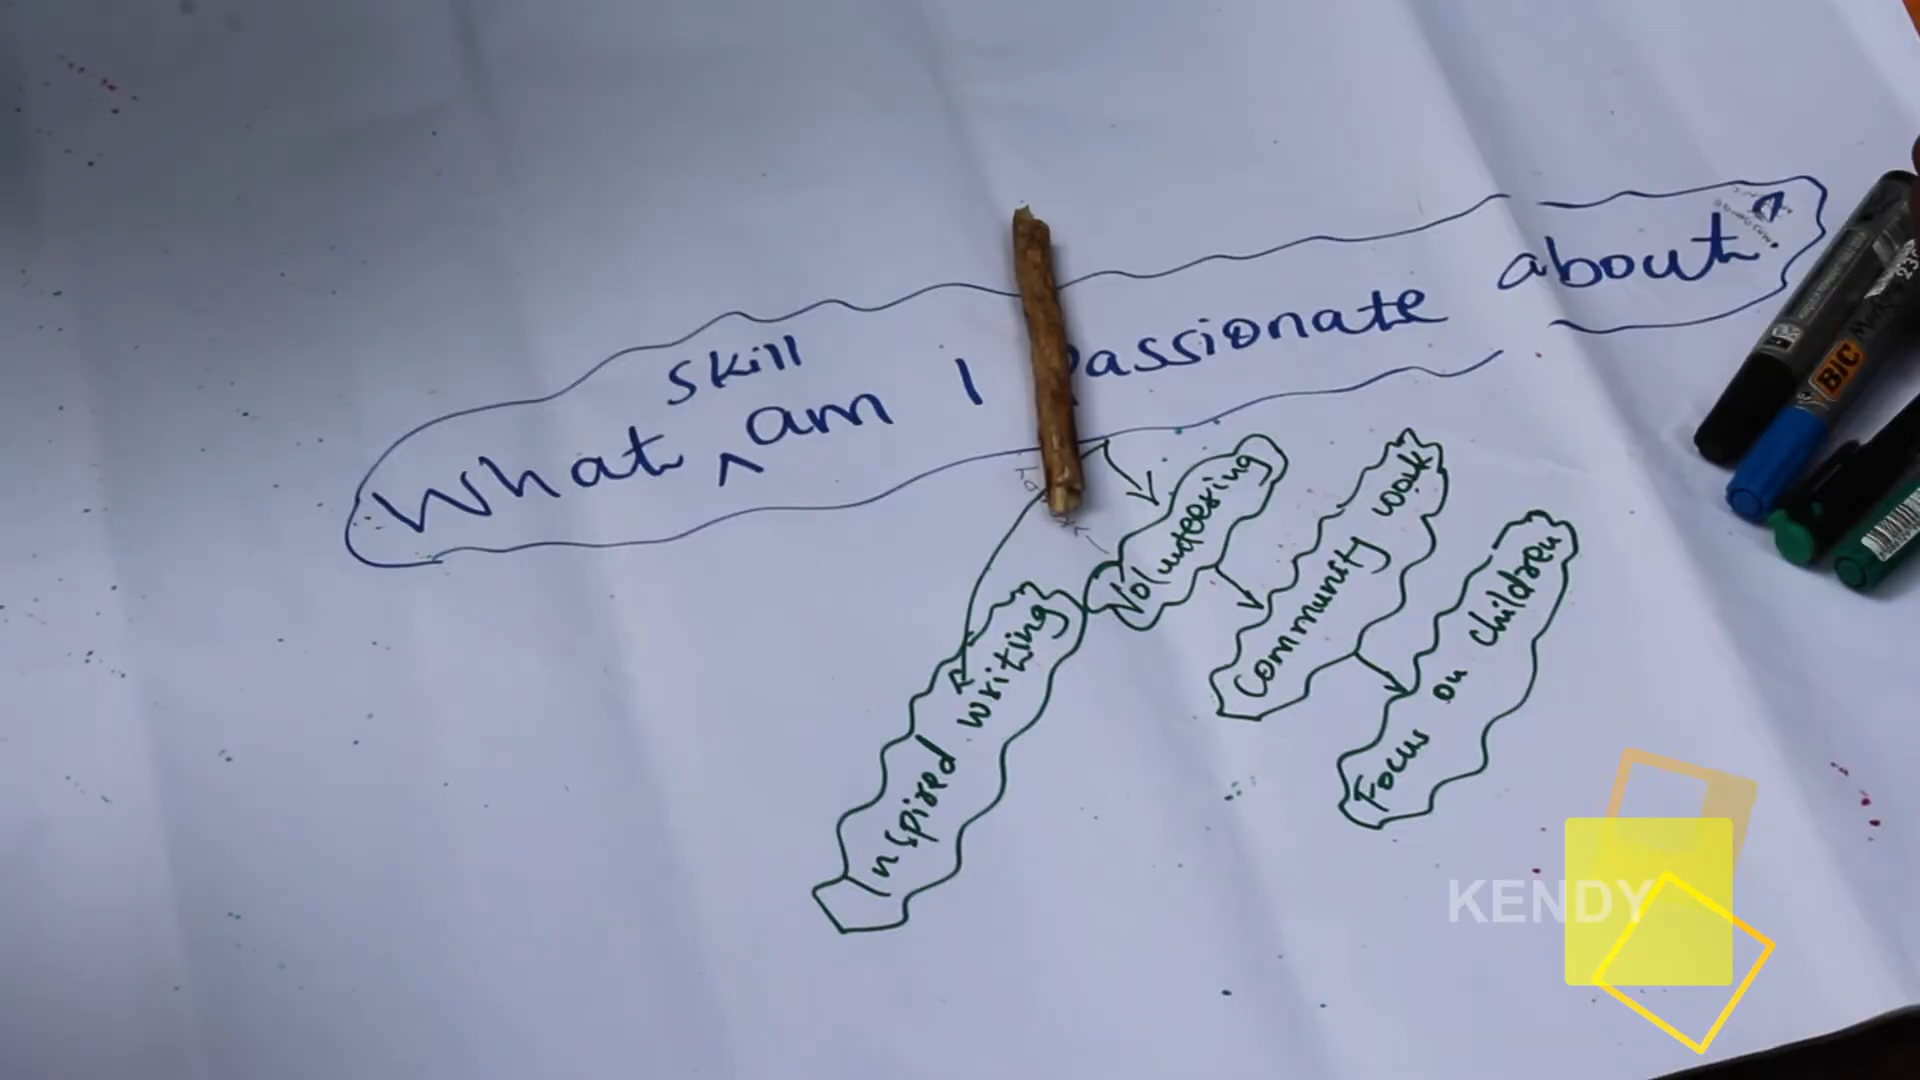 What ^ am I passionate about?
skill
Inspired writing
Volunteering
Community work
Focus on children
BIC
KENDY